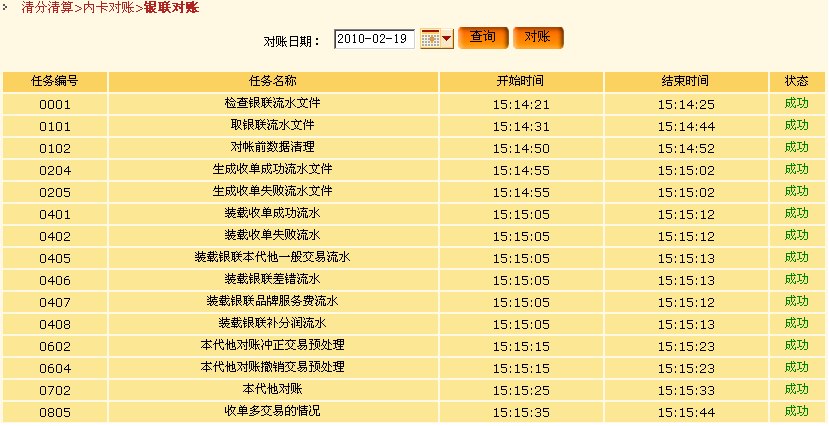 清分清算>内卡对账>银联对账
对账日期： 2010-02-19 查询 对账
任务编号 任务名称 开始时间 结束时间 状态
0001 检查银联流水文件 15:14:21 15:14:25 成功
0101 取银联流水文件 15:14:31 15:14:44 成功
0102 对帐前数据清理 15:14:50 15:14:52 成功
0204 生成收单成功流水文件 15:14:55 15:15:02 成功
0205 生成收单失败流水文件 15:14:55 15:15:02 成功
0401 装载收单成功流水 15:15:05 15:15:12 成功
0402 装载收单失败流水 15:15:05 15:15:12 成功
0405 装载银联本代他一般交易流水 15:15:05 15:15:13 成功
0406 装载银联差错流水 15:15:05 15:15:13 成功
0407 装载银联品牌服务费流水 15:15:05 15:15:12 成功
0408 装载银联补分润流水 15:15:05 15:15:13 成功
0602 本代他对账冲正交易预处理 15:15:15 15:15:23 成功
0604 本代他对账撤销交易预处理 15:15:15 15:15:23 成功
0702 本代他对账 15:15:25 15:15:33 成功
0805 收单多交易的情况 15:15:35 15:15:44 成功